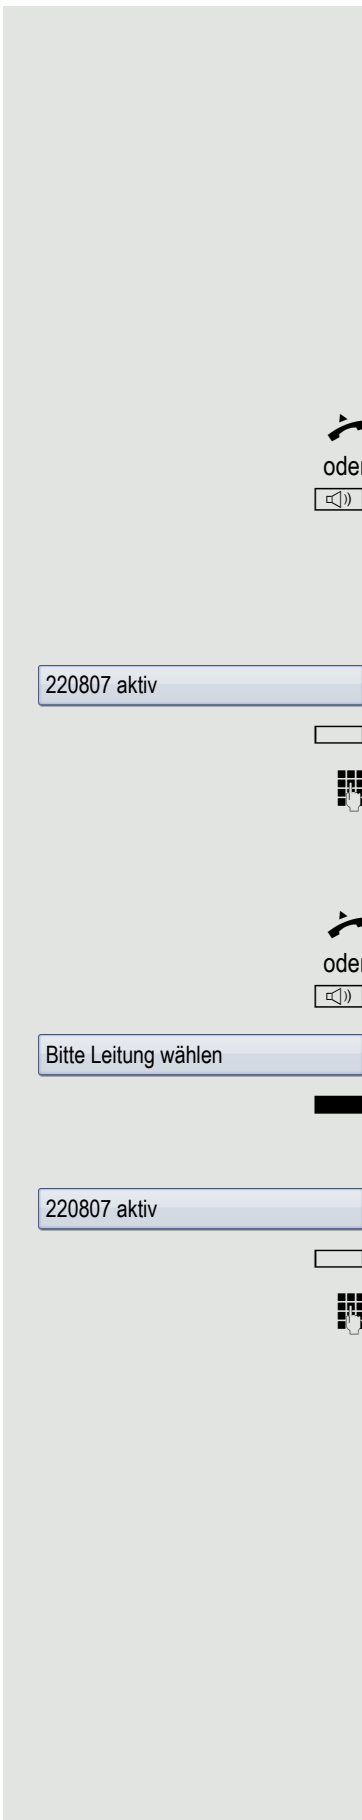 oder
220807 aktiv
oder
Bitte Leitung wählen
220807 aktiv